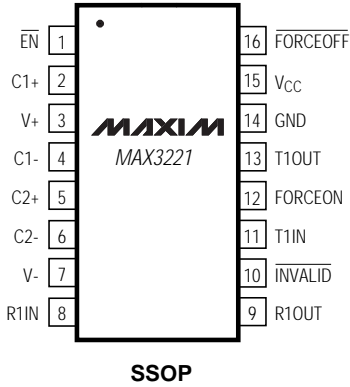 EN 1 16 FORCEOFF
C1+ 2 15 VCC
V+ 3 MAXIM 14 GND
C1- 4 MAX3221 13 T1OUT
C2+ 5 12 FORCEON
C2- 6 11 T1IN
V- 7 10 INVALID
R1IN 8 9 R1OUT
SSOP